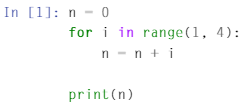 In [1]: n = 0
for i in range(1, 4):
    n = n + i
print(n)